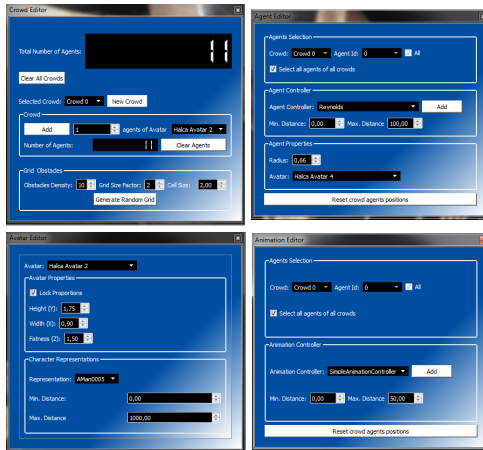 Crowd Editor
Total Number of Agents: 11
Clear All Crowds
Selected Crowd: Crowd 0 New Crowd
Crowd
Add 1 agents of Avatar Halca Avatar 2
Number of Agents: 11 Clear Agents
Grid Obstacles
Obstacles Density: 10 Grid Size Factor: 2 Cell Size: 2,00
Generate Random Grid
Agent Editor
Agents Selection
Crowd: Crowd 0 Agent Id: 0 All
Select all agents of all crowds
Agent Controller
Agent Controller: Reynolds Add
Min. Distance: 0,00 Max. Distance 100,00
Agent Properties
Radius: 0,66
Avatar: Halca Avatar 4
Reset crowd agents positions
Avatar Editor
Avatar: Halca Avatar 2
Avatar Properties
Lock Proportions
Height (Y): 1,75
Width (X): 0,90
Fatness (Z): 1,50
Character Representations
Representation: AMan0005
Min. Distance: 0,00
Max. Distance 1000,00
Animation Editor
Agents Selection
Crowd: Crowd 0 Agent Id: 0 All
Select all agents of all crowds
Animation Controller
Animation Controller: SimpleAnimationController Add
Min. Distance: 0,00 Max. Distance 50,00
Reset crowd agents positions